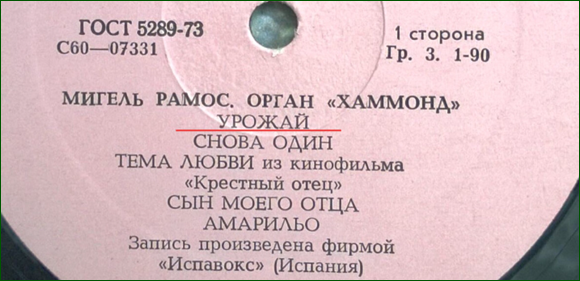 ГОСТ 5289-73
С60—07331
1 сторона
Гр. 3. 1-90
МИГЕЛЬ РАМОС. ОРГАН «ХАММОНД»
УРОЖАЙ
СНОВА ОДИН
ТЕМА ЛЮБВИ из кинофильма
«Крестный отец»
СЫН МОЕГО ОТЦА
АМАРИЛЬО
Запись произведена фирмой
«Испавокс» (Испания)